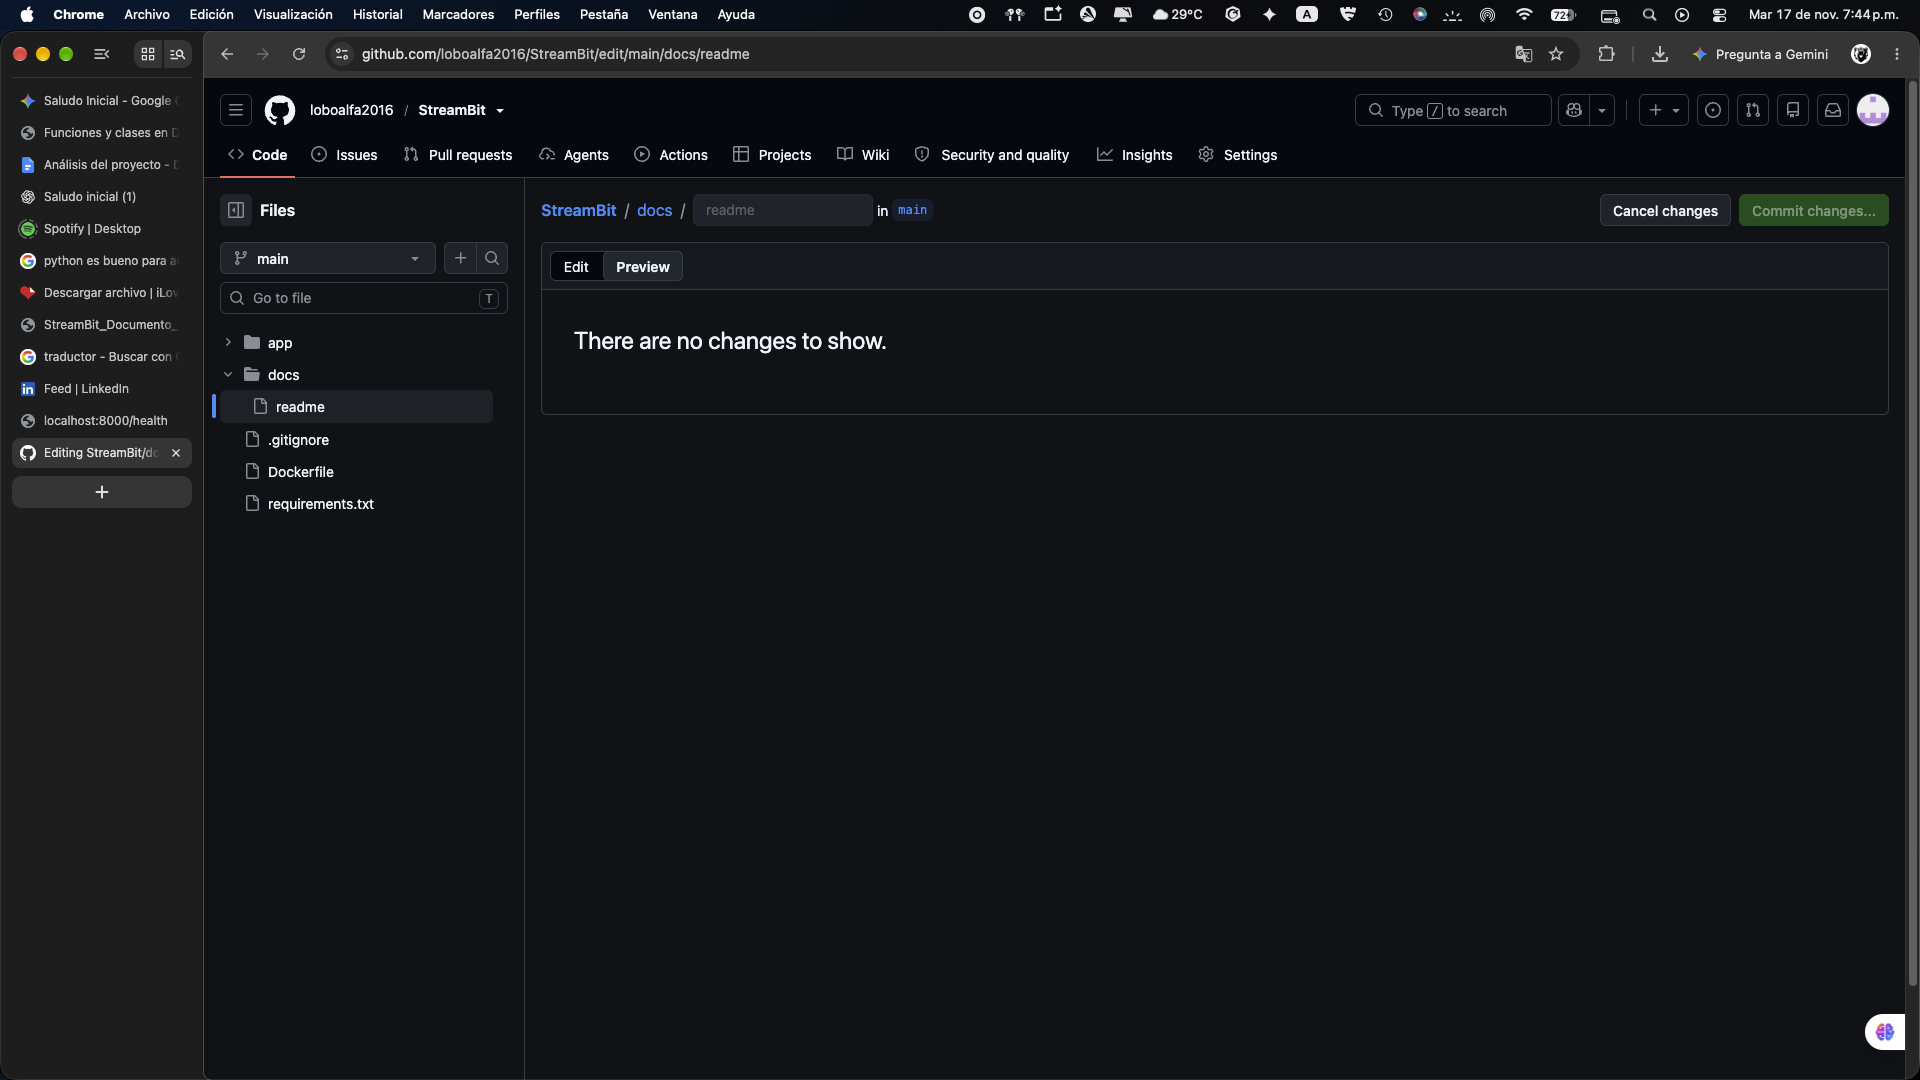 Chrome Archivo Edición Visualización Historial Marcadores Perfiles Pestaña Ventana Ayuda 29°C A 72 Mar 17 de nov. 7:44 p.m.
github.com/loboalfa2016/StreamBit/edit/main/docs/readme Pregunta a Gemini
Saludo Inicial - Google
Funciones y clases en D
Análisis del proyecto - D
Saludo inicial (1)
Spotify | Desktop
python es bueno para a
Descargar archivo | iLov
StreamBit_Documento_
traductor - Buscar con
Feed | LinkedIn
localhost:8000/health
Editing StreamBit/do
loboalfa2016 / StreamBit
Type / to search
Code Issues Pull requests Agents Actions Projects Wiki Security and quality Insights Settings
Files
main
Go to file T
app
docs
readme
.gitignore
Dockerfile
requirements.txt
StreamBit / docs / readme in main
Cancel changes Commit changes...
Edit Preview
There are no changes to show.